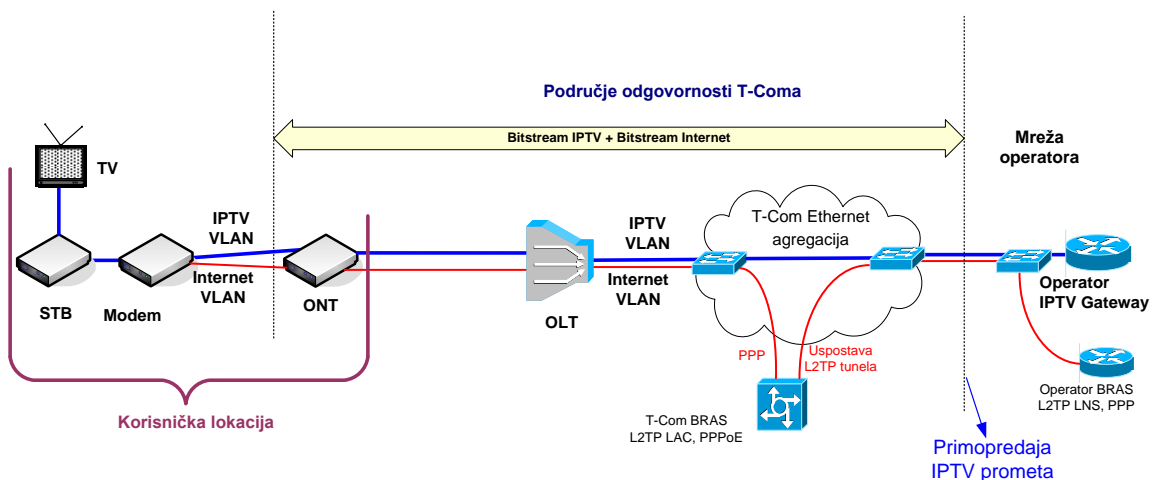 Područje odgovornosti T-Coma
Bitstream IPTV + Bitstream Internet
Mreža
operatora
TV
IPTV
VLAN
Internet
VLAN
STB
Modem
ONT
OLT
IPTV
VLAN
Internet
VLAN
T-Com Ethernet
agregacija
Operator
IPTV Gateway
PPP
Uspostava
L2TP tunela
T-Com BRAS
L2TP LAC, PPPoE
Operator BRAS
L2TP LNS, PPP
Korisnička lokacija
Primopredaja
IPTV prometa